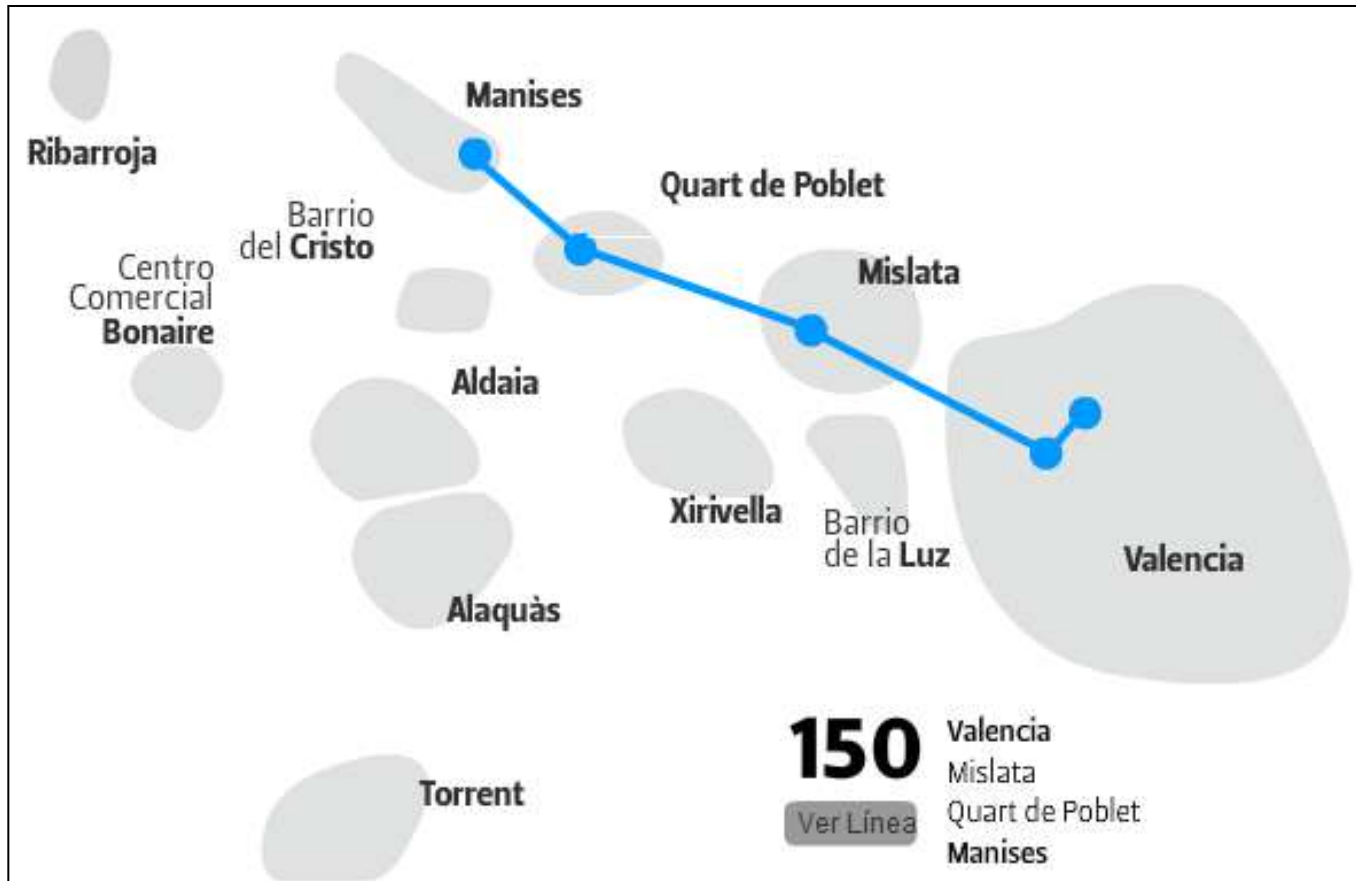 Manises
Ribarroja
Quart de Poblet
Barrio
del Cristo
Centro
Comercial
Bonaire
Mislata
Aldaia
Xirivella
Barrio
de la Luz
Valencia
Alaquàs
Torrent
150
Ver Línea
Valencia
Mislata
Quart de Poblet
Manises